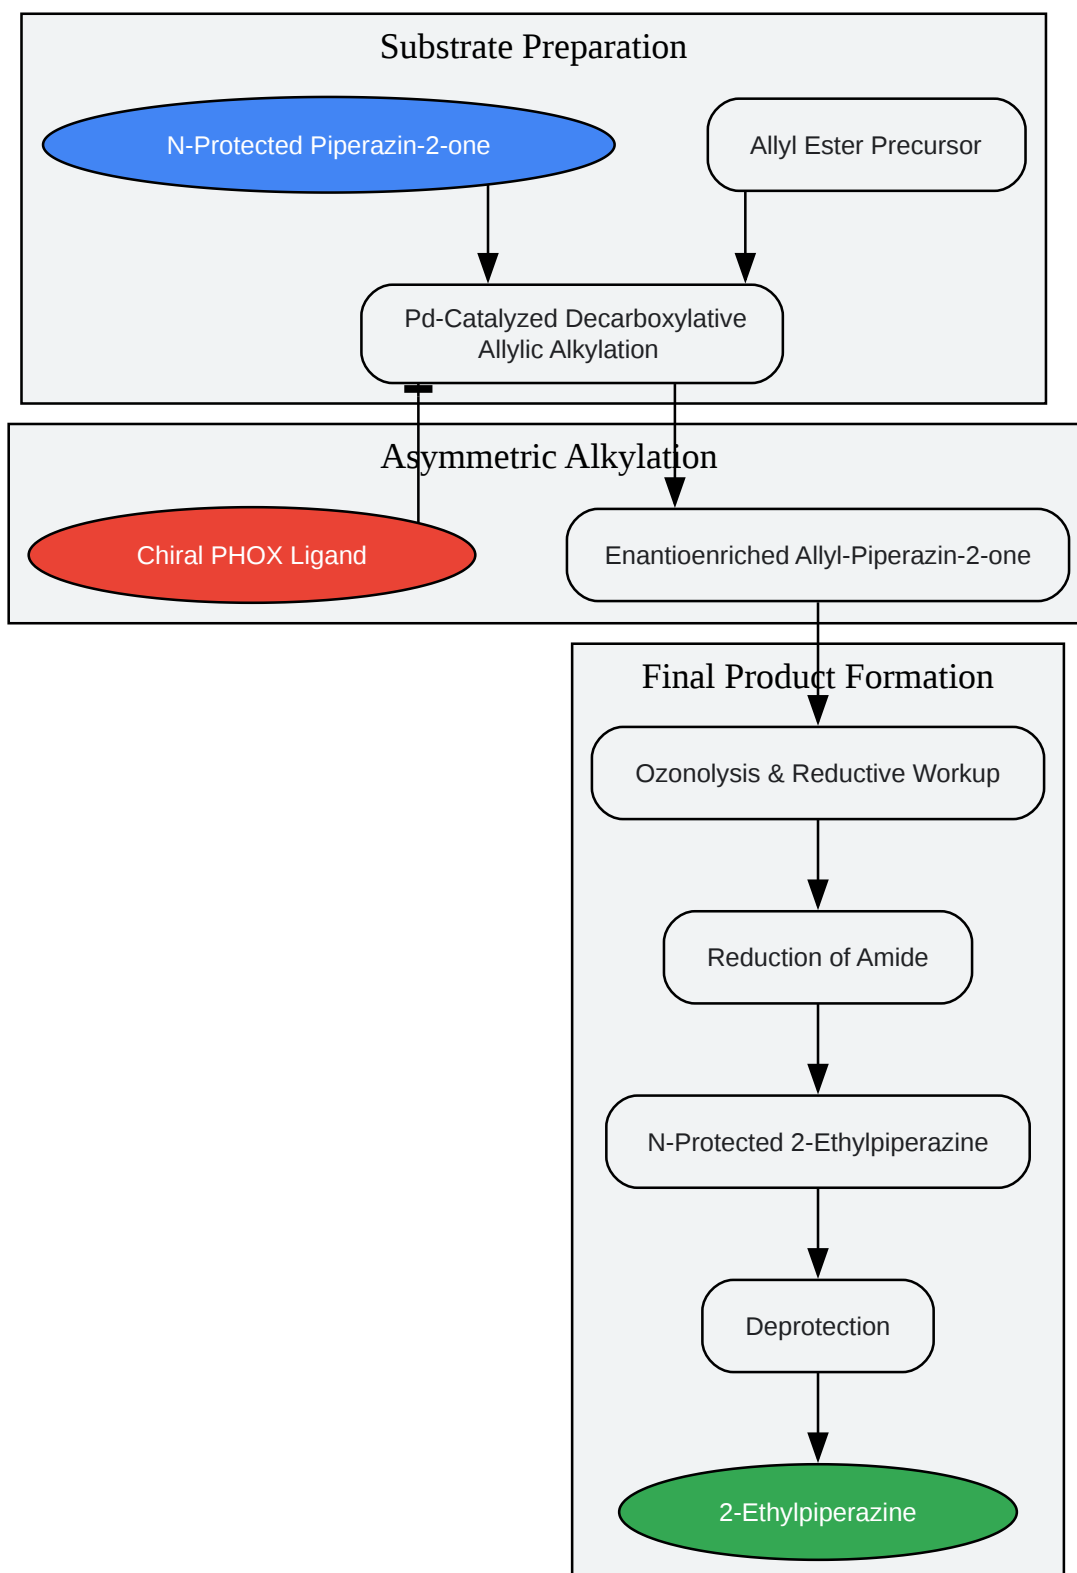 Substrate Preparation
N-Protected Piperazin-2-one
Allyl Ester Precursor
Pd-Catalyzed Decarboxylative
Allylic Alkylation
Asymmetric Alkylation
Chiral PHOX Ligand
Enantioenriched Allyl-Piperazin-2-one
Final Product Formation
Ozonolysis & Reductive Workup
Reduction of Amide
N-Protected 2-Ethylpiperazine
Deprotection
2-Ethylpiperazine